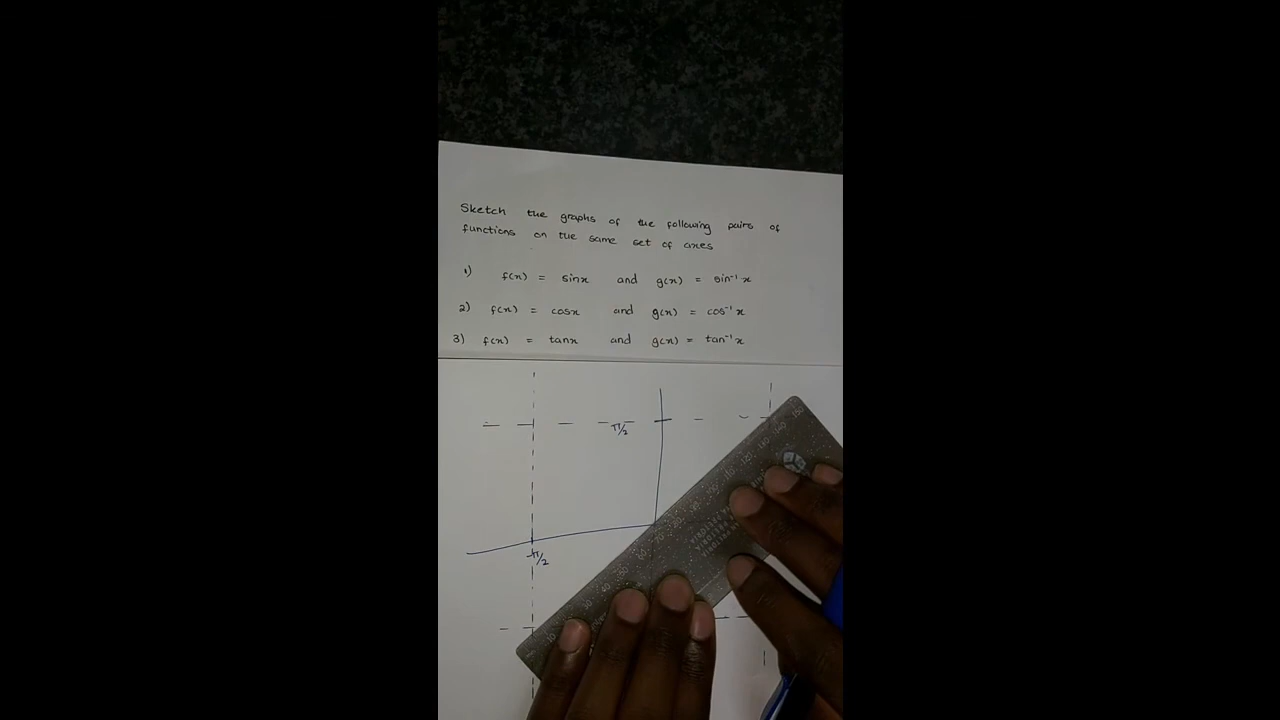 Sketch the graphs of the following pairs of
functions on the same set of axes
1) f(x) = sinx and g(x) = sin⁻¹x
2) f(x) = cosx and g(x) = cos⁻¹x
3) f(x) = tanx and g(x) = tan⁻¹x
π/2
-π/2